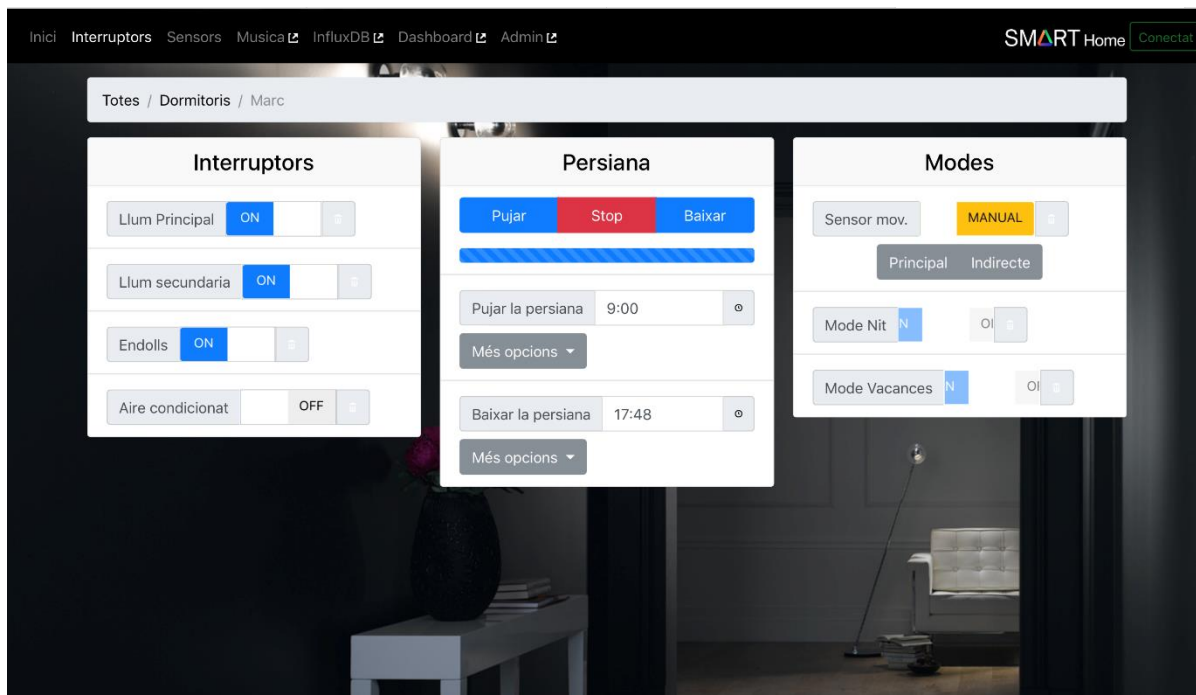 Inici Interruptors Sensors Musica InfluxDB Dashboard Admin SMART Home Conectat
Totes / Dormitoris / Marc
Interruptors
Llum Principal ON
Llum secundaria ON
Endolls ON
Aire condicionat OFF
Persiana
Pujar Stop Baixar
Pujar la persiana 9:00
Més opcions
Baixar la persiana 17:48
Més opcions
Modes
Sensor mov. MANUAL
Principal Indirecte
Mode Nit
Mode Vacances